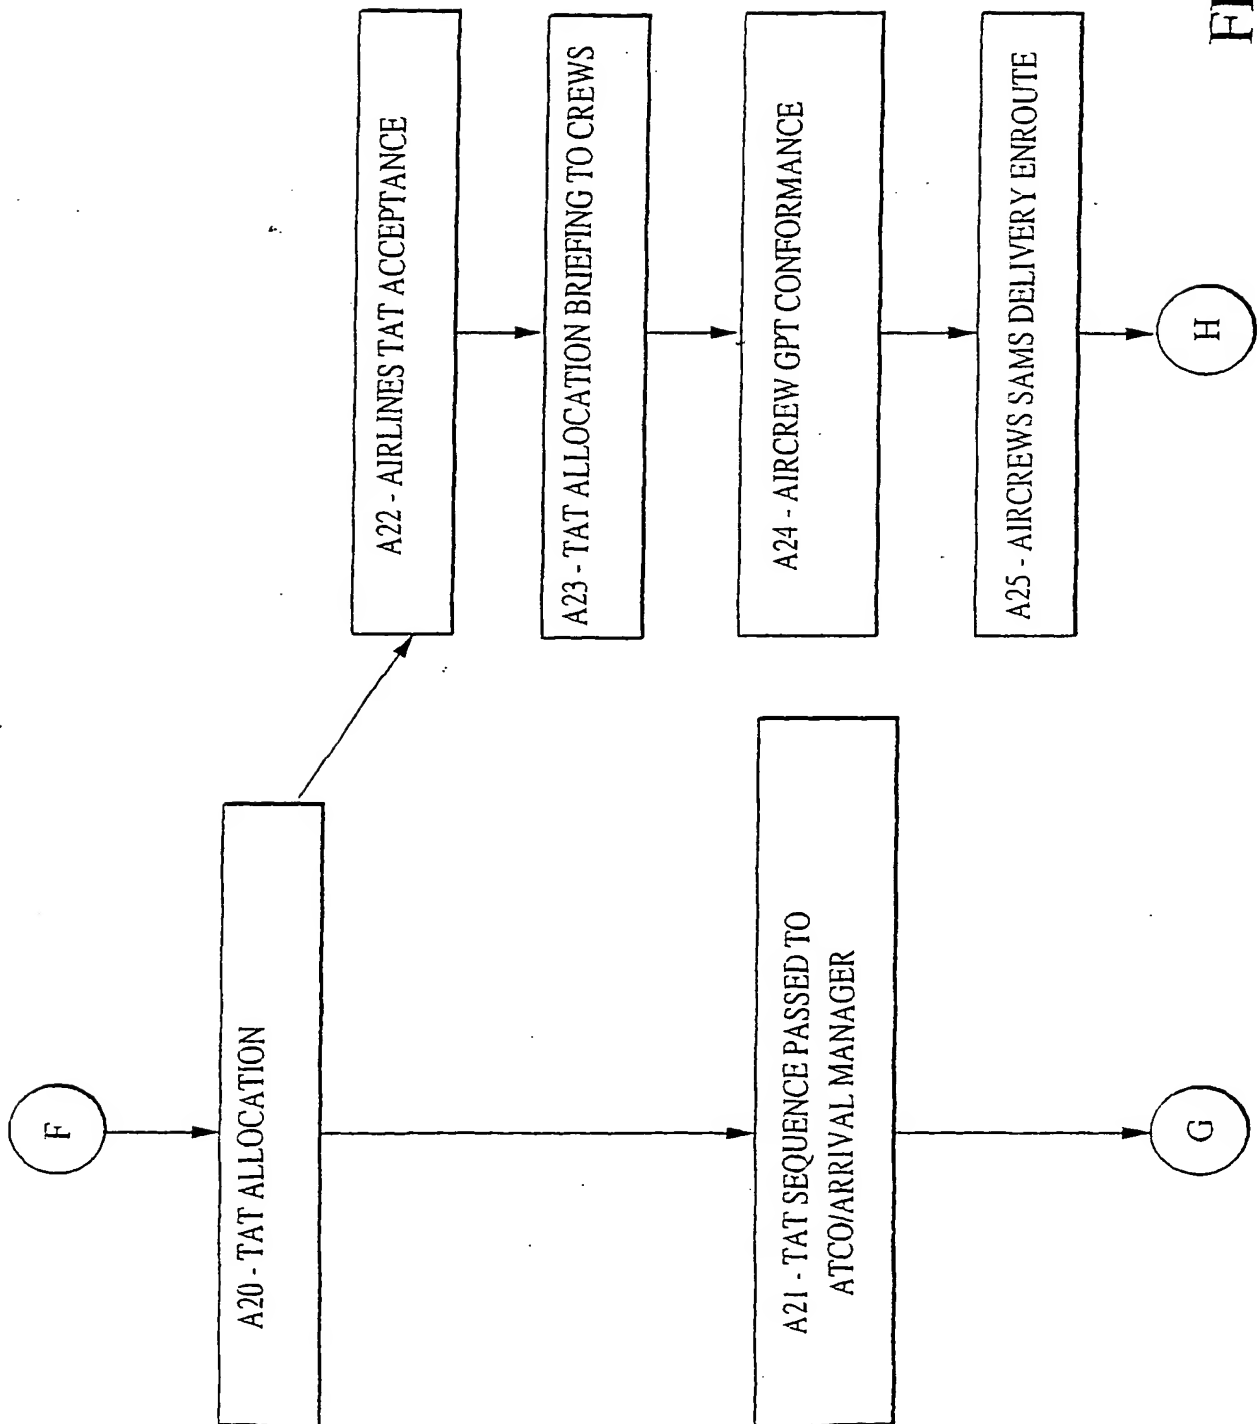 F
A20 - TAT ALLOCATION
A21 - TAT SEQUENCE PASSED TO
ATCO/ARRIVAL MANAGER
G
A22 - AIRLINES TAT ACCEPTANCE
A23 - TAT ALLOCATION BRIEFING TO CREWS
A24 - AIRCREW GPT CONFORMANCE
A25 - AIRCREWS SAMS DELIVERY ENROUTE
H